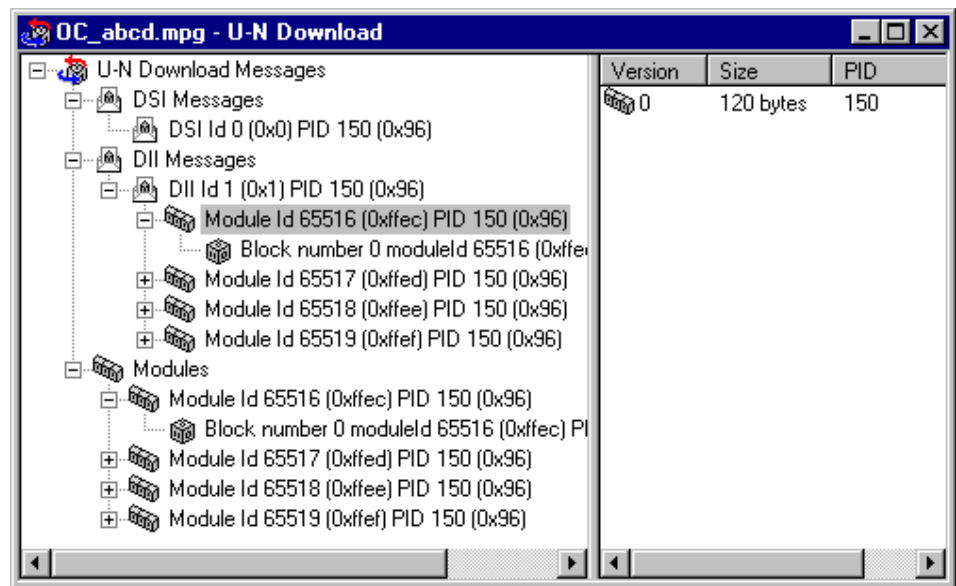 OC_abcd.mpg - U-N Download
U-N Download Messages
DSI Messages
DSI Id 0 (0x0) PID 150 (0x96)
DII Messages
DII Id 1 (0x1) PID 150 (0x96)
Module Id 65516 (0xffec) PID 150 (0x96)
Block number 0 moduleId 65516 (0xffec
Module Id 65517 (0xffed) PID 150 (0x96)
Module Id 65518 (0xffee) PID 150 (0x96)
Module Id 65519 (0xffef) PID 150 (0x96)
Modules
Module Id 65516 (0xffec) PID 150 (0x96)
Block number 0 moduleId 65516 (0xffec) PI
Module Id 65517 (0xffed) PID 150 (0x96)
Module Id 65518 (0xffee) PID 150 (0x96)
Module Id 65519 (0xffef) PID 150 (0x96)
Version Size PID
0 120 bytes 150